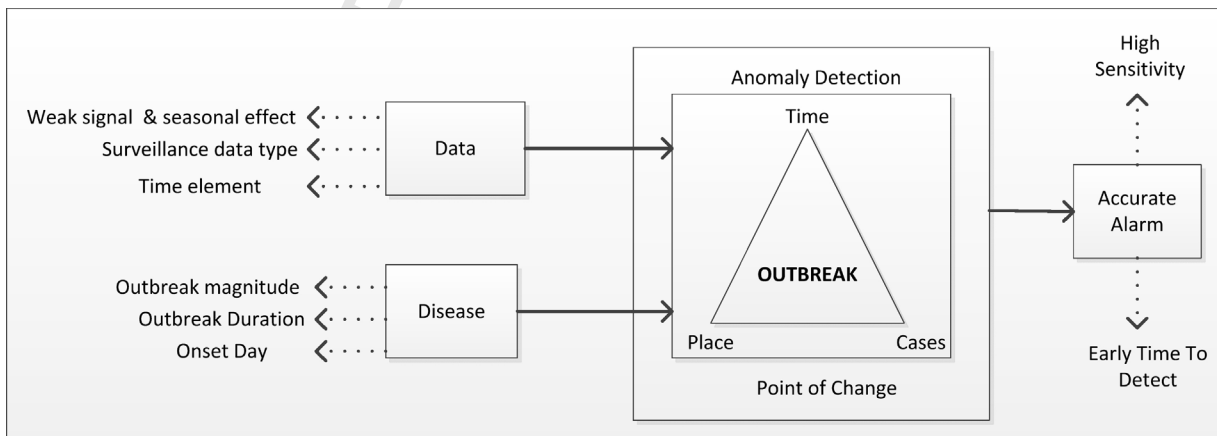 Weak signal & seasonal effect
Surveillance data type
Time element
Data
Outbreak magnitude
Outbreak Duration
Onset Day
Disease
Anomaly Detection
Time
OUTBREAK
Place
Cases
Point of Change
High
Sensitivity
Accurate
Alarm
Early Time To
Detect